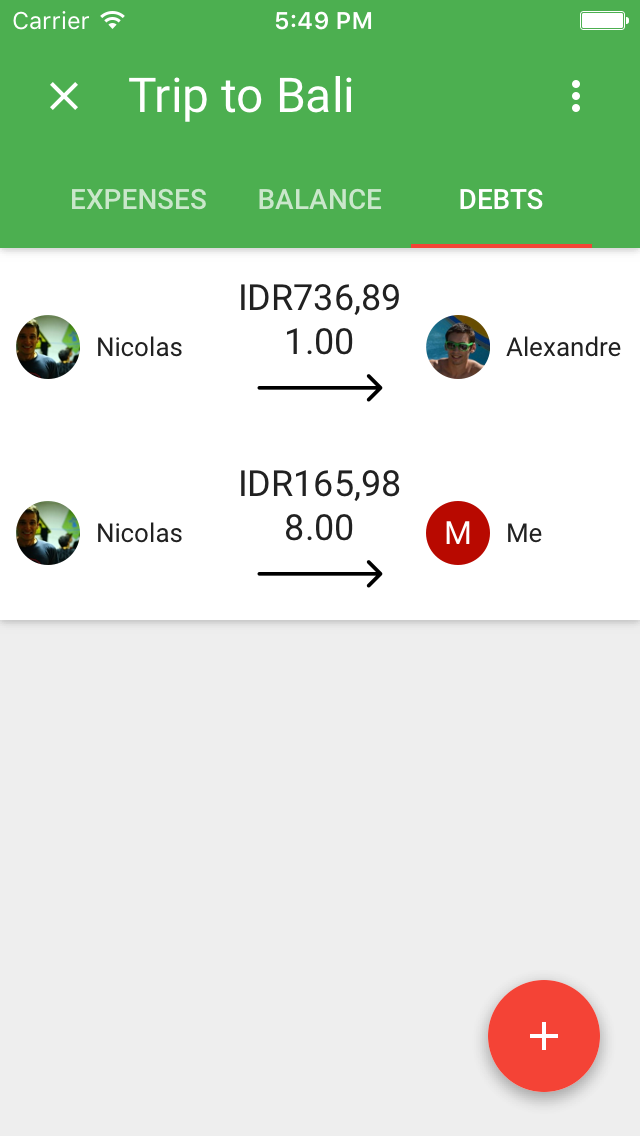 Carrier 5:49 PM
Trip to Bali
EXPENSES BALANCE DEBTS
IDR736,89
1.00
Nicolas Alexandre
IDR165,98
8.00
Nicolas M Me